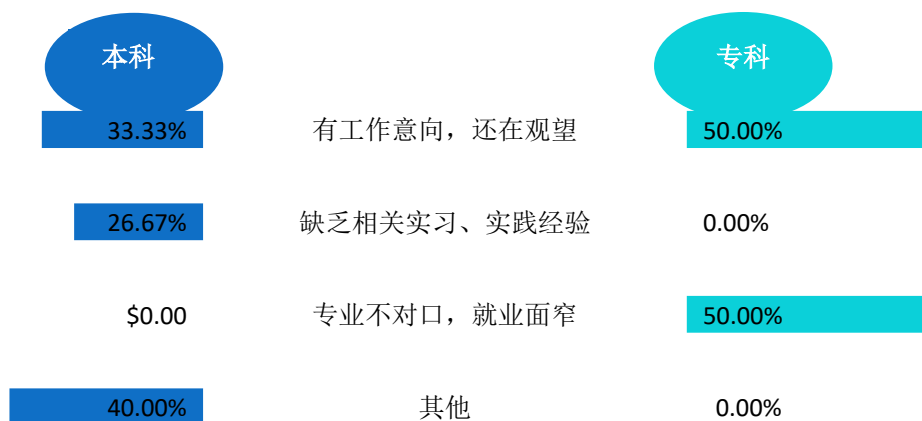 本科 专科
33.33% 有工作意向，还在观望 50.00%
26.67% 缺乏相关实习、实践经验 0.00%
$0.00 专业不对口，就业面窄 50.00%
40.00% 其他 0.00%